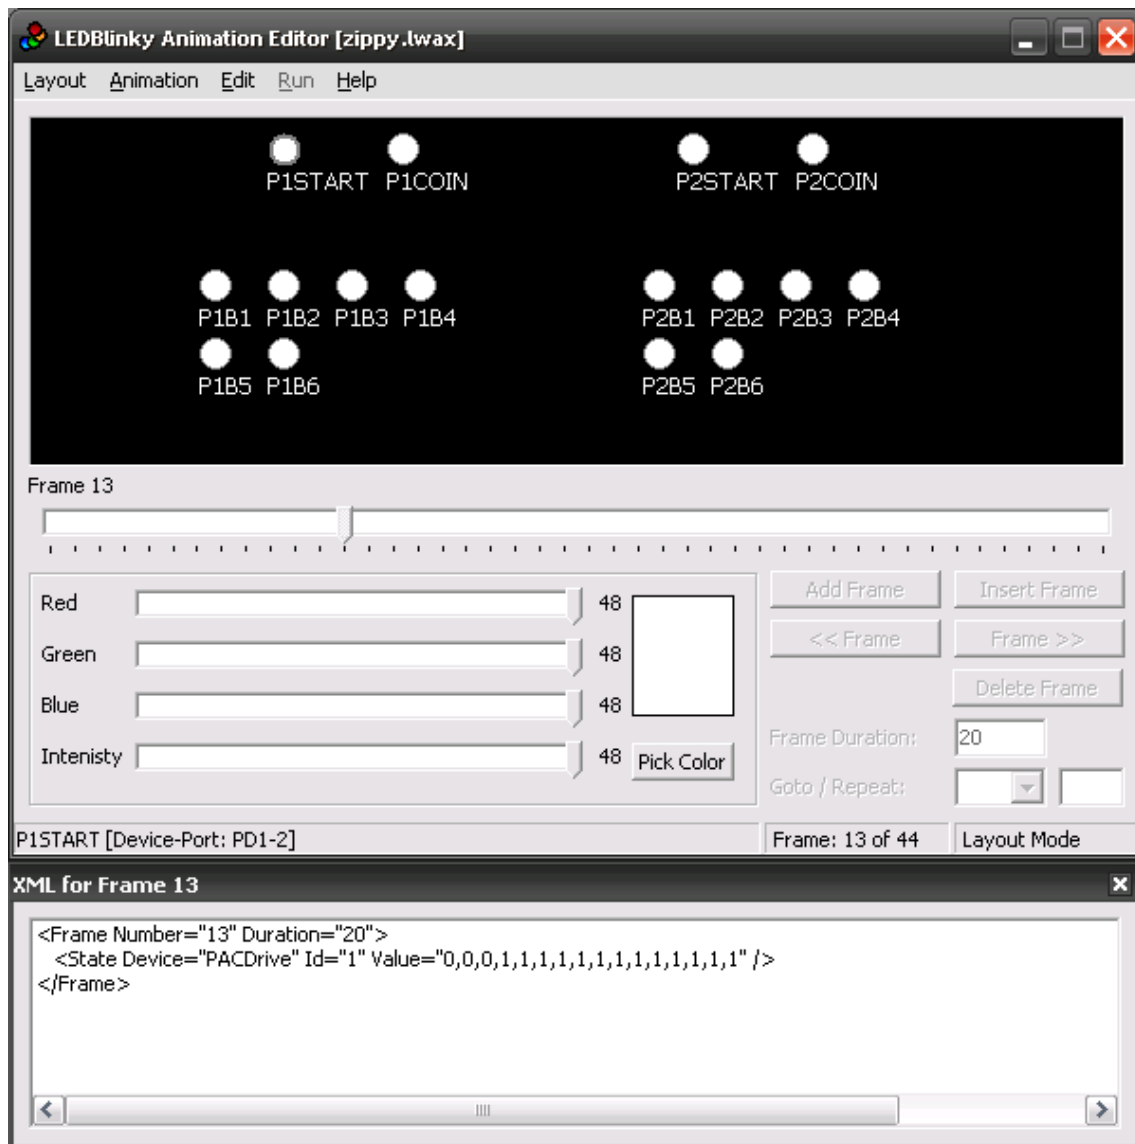 LEDBlinky Animation Editor [zippy.lwax]
Layout Animation Edit Run Help
P1START P1COIN P2START P2COIN
P1B1 P1B2 P1B3 P1B4 P2B1 P2B2 P2B3 P2B4
P1B5 P1B6 P2B5 P2B6
Frame 13
Red 48
Green 48
Blue 48
Intenisty 48
Pick Color
Add Frame Insert Frame
<< Frame Frame >>
Delete Frame
Frame Duration: 20
Goto / Repeat:
P1START [Device-Port: PD1-2] Frame: 13 of 44 Layout Mode
XML for Frame 13
<Frame Number="13" Duration="20">
<State Device="PACDrive" Id="1" Value="0,0,0,1,1,1,1,1,1,1,1,1,1,1,1,1" />
</Frame>